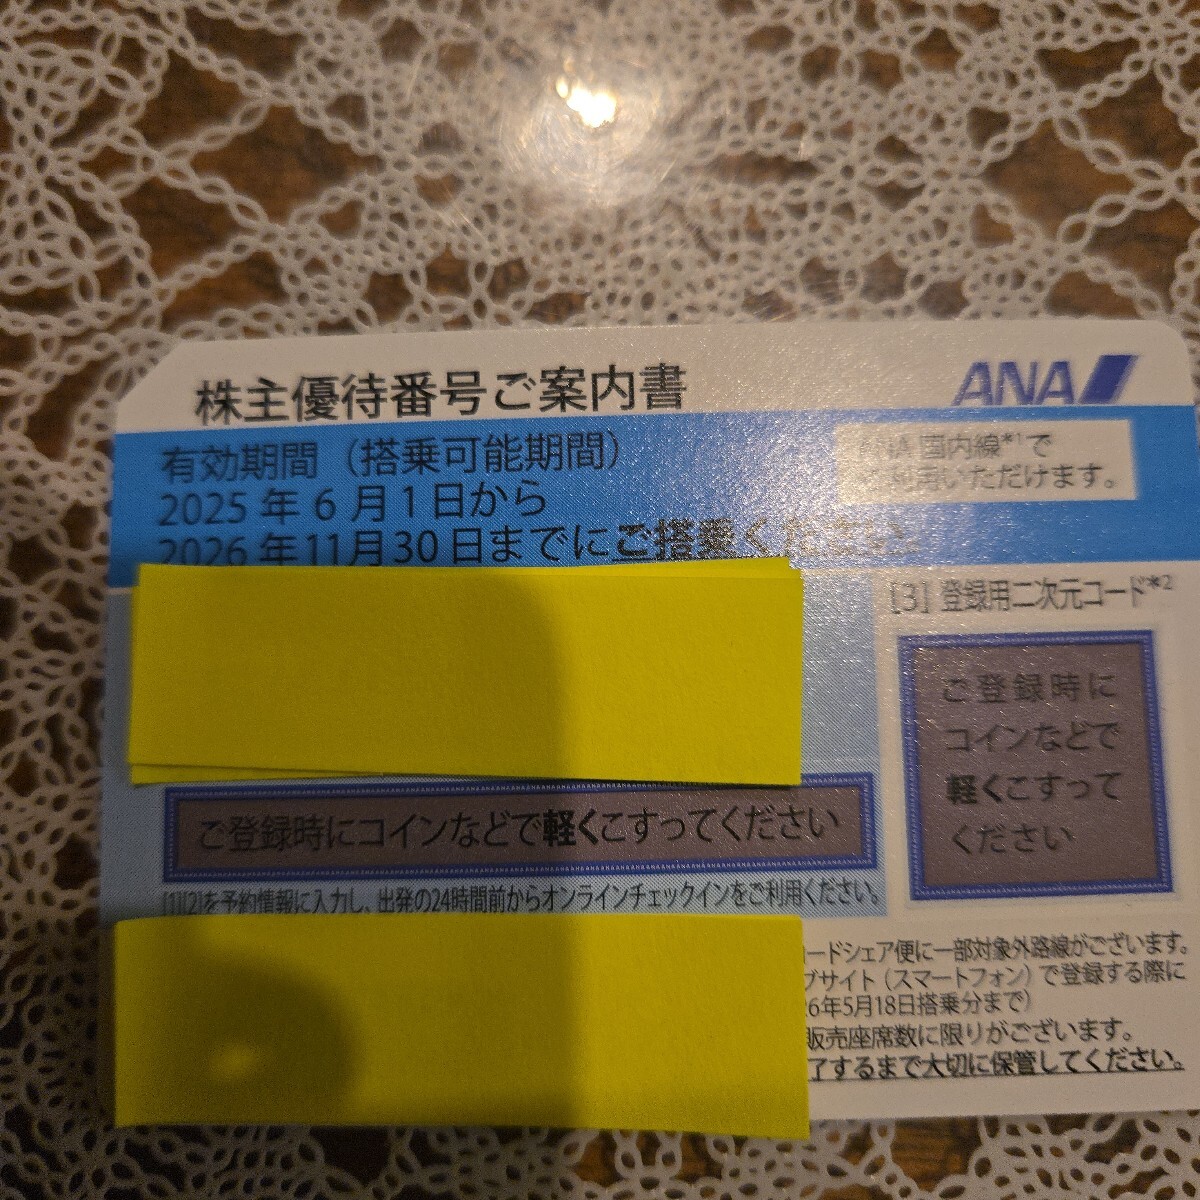 株主優待番号ご案内書
ANA
有効期間（搭乗可能期間）
2025年6月1日から
2026年11月30日までにご搭乗ください
国内線*1で
ご利用いただけます。
[3] 登録用二次元コード*2
ご登録時に
コインなどで
軽くこすって
ください
ご登録時にコインなどで軽くこすってください
[1][2]を予約情報に入力し、出発の24時間前からオンラインチェックインをご利用ください。
コードシェア便に一部対象外路線がございます。
ブサイト（スマートフォン）で登録する際に
26年5月18日搭乗分まで）
販売座席数に限りがございます。
了するまで大切に保管してください。